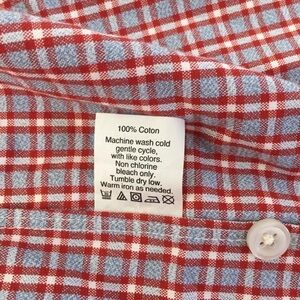 100% Coton
Machine wash cold
gentle cycle,
with like colors.
Non chlorine
bleach only.
Tumble dry low.
Warm iron as needed.